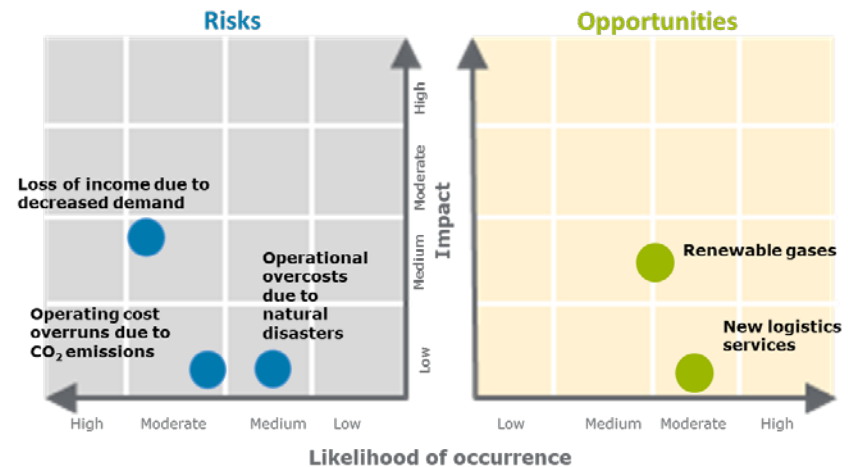 Risks
Opportunities
High
Moderate
Medium
Low
Impact
Loss of income due to
decreased demand
Operational
overcosts
due to
natural
disasters
Operating cost
overruns due to
CO₂ emissions
Renewable gases
New logistics
services
High Moderate Medium Low
Low Medium Moderate High
Likelihood of occurrence